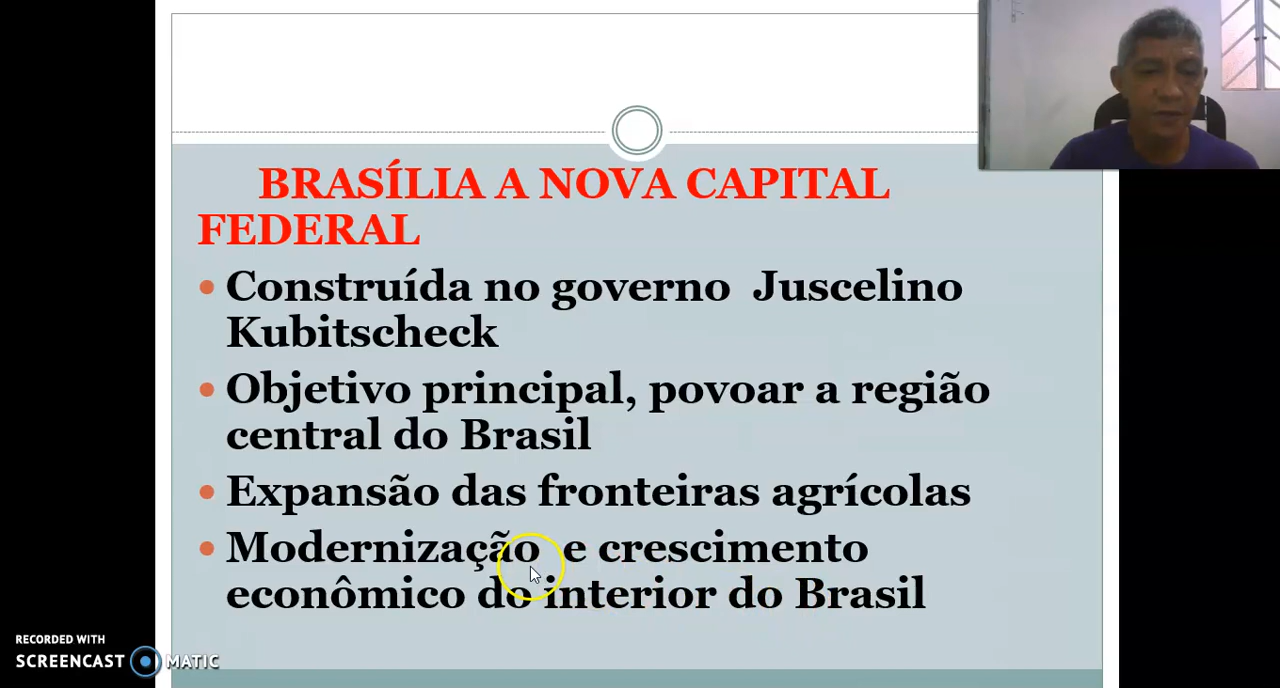 BRASÍLIA A NOVA CAPITAL
FEDERAL
• Construída no governo Juscelino
Kubitscheck
• Objetivo principal, povoar a região
central do Brasil
• Expansão das fronteiras agrícolas
• Modernização e crescimento
econômico do interior do Brasil
RECORDED WITH
SCREENCAST MATIC